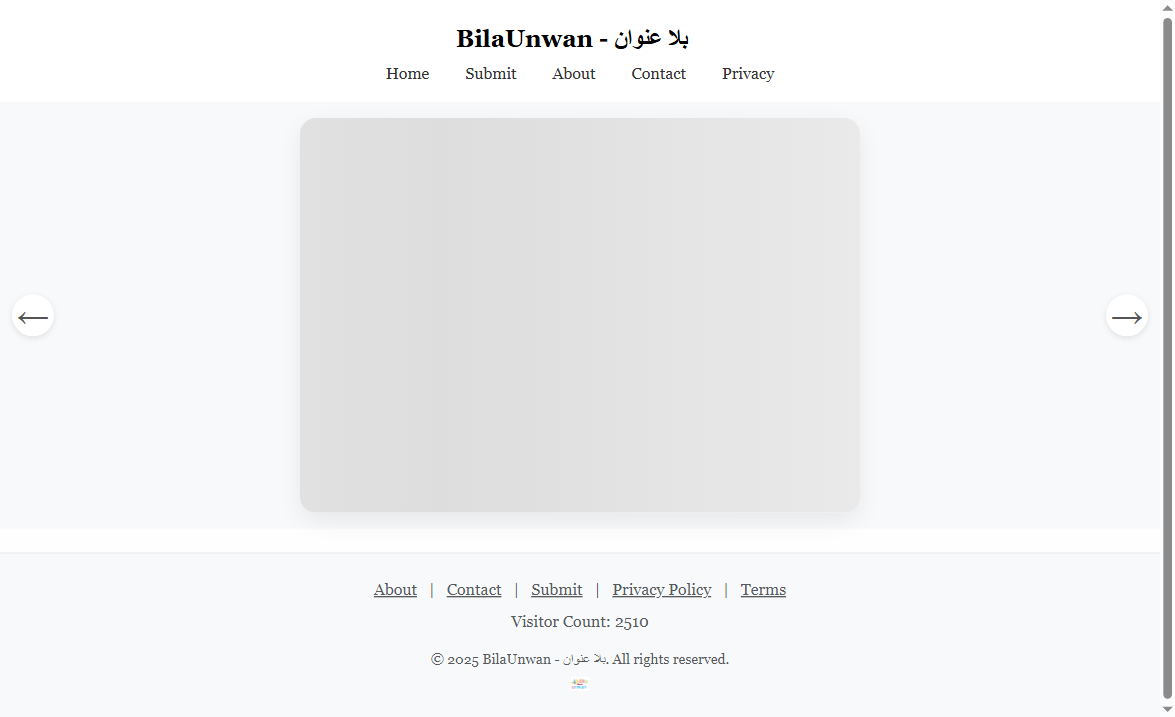 BilaUnwan - بلا عنوان
Home Submit About Contact Privacy
←
→
About | Contact | Submit | Privacy Policy | Terms
Visitor Count: 2510
© 2025 BilaUnwan - بلا عنوان. All rights reserved.